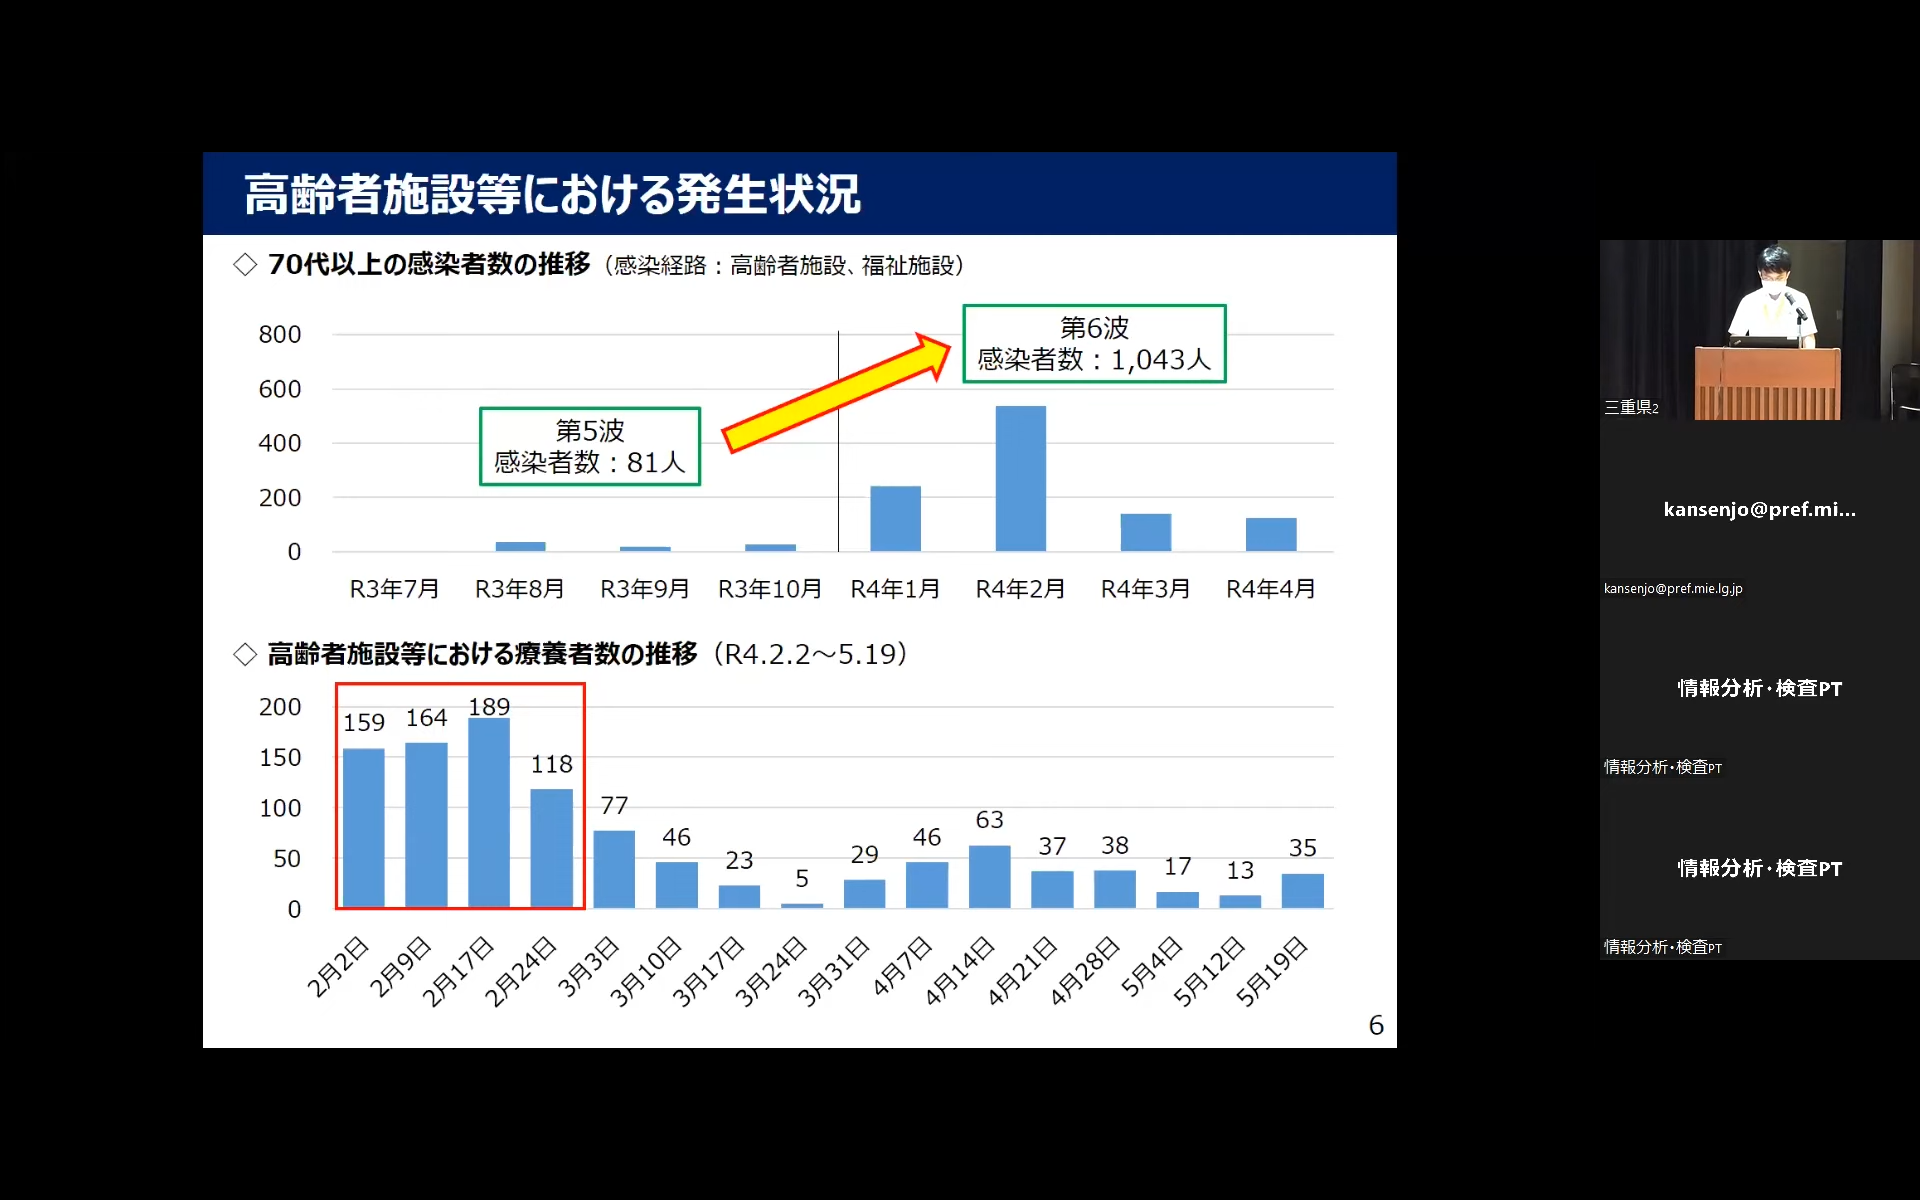 高齢者施設等における発生状況
◇ 70代以上の感染者数の推移（感染経路：高齢者施設、福祉施設）
800
600
400
200
0
第5波
感染者数：81人
第6波
感染者数：1,043人
R3年7月 R3年8月 R3年9月 R3年10月 R4年1月 R4年2月 R4年3月 R4年4月
◇ 高齢者施設等における療養者数の推移（R4.2.2～5.19）
200
150
100
50
0
159 164 189 118 77 46 23 5 29 46 63 37 38 17 13 35
2月2日 2月9日 2月17日 2月24日 3月3日 3月10日 3月17日 3月24日 3月31日 4月7日 4月14日 4月21日 4月28日 5月4日 5月12日 5月19日
6
三重県2
kansenjo@pref.mi...
kansenjo@pref.mie.lg.jp
情報分析･検査PT
情報分析･検査PT
情報分析･検査PT
情報分析･検査PT